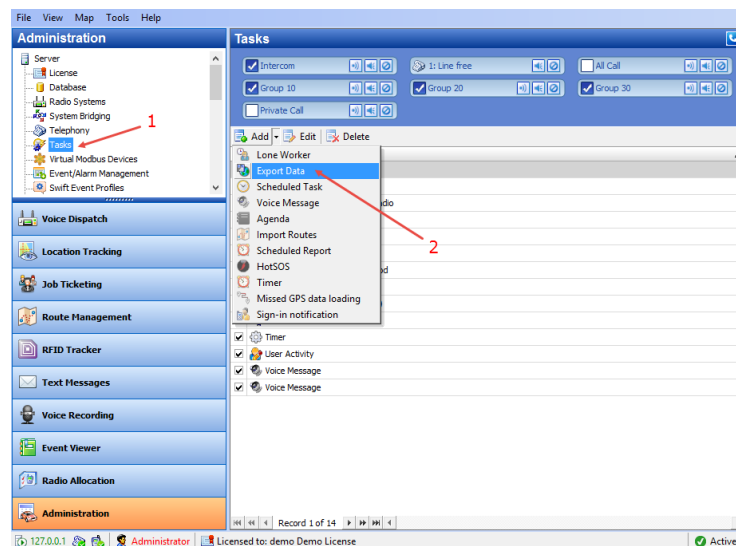 File View Map Tools Help
Administration
Server
License
Database
Radio Systems
System Bridging
Telephony
Tasks
Virtual Modbus Devices
Event/Alarm Management
Swift Event Profiles
1
Voice Dispatch
Location Tracking
Job Ticketing
Route Management
RFID Tracker
Text Messages
Voice Recording
Event Viewer
Radio Allocation
Administration
Tasks
Intercom
1: Line free
All Call
Group 10
Group 20
Group 30
Private Call
Add Edit Delete
Lone Worker
Export Data
Scheduled Task
Voice Message
Agenda
Import Routes
Scheduled Report
HotSOS
Timer
Missed GPS data loading
Sign-in notification
2
Timer
User Activity
Voice Message
Voice Message
Record 1 of 14
127.0.0.1 Administrator Licensed to: demo Demo License Active